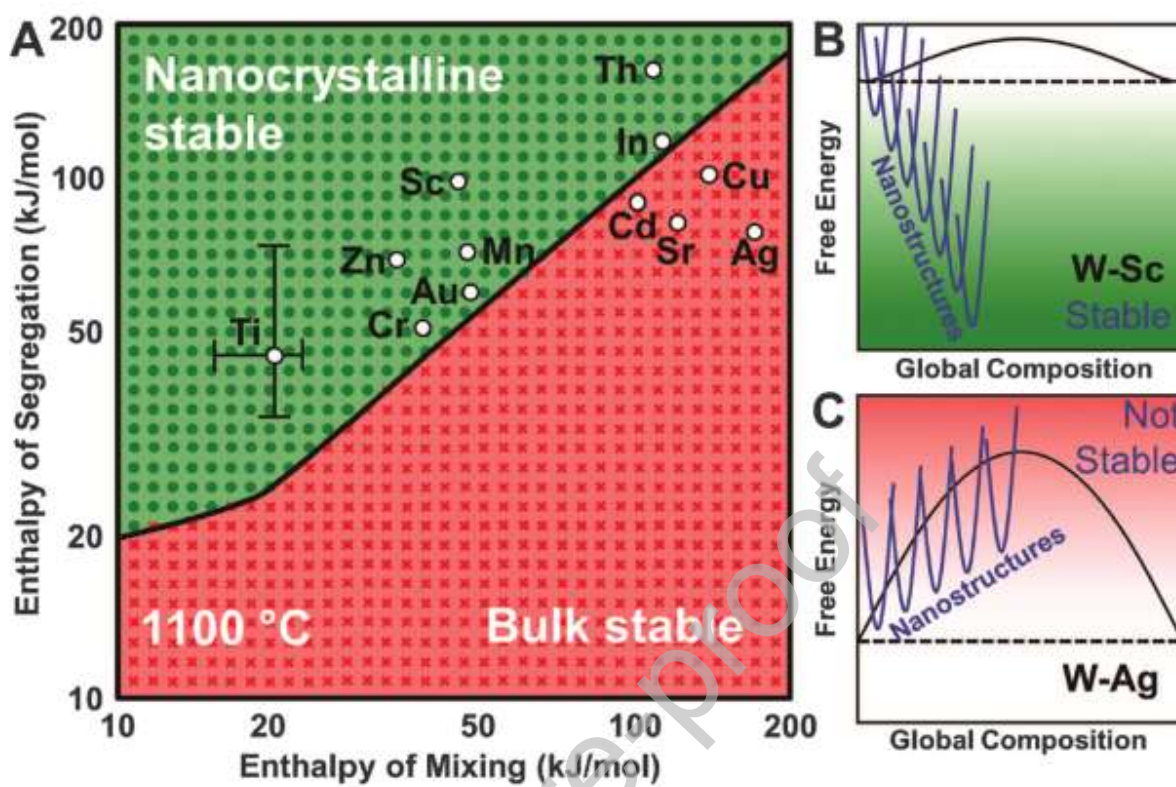 A
200
100
50
20
10
Enthalpy of Segregation (kJ/mol)
Nanocrystalline
stable
Th
In
Sc
Cu
Cd
Sr
Ag
Zn
Mn
Au
Cr
Ti
1100 °C
Bulk stable
10
20
50
100
200
Enthalpy of Mixing (kJ/mol)
B
Free Energy
Nanostructures
W-Sc
Stable
Global Composition
C
Not
Stable
Free Energy
Nanostructures
W-Ag
Global Composition
re-proof